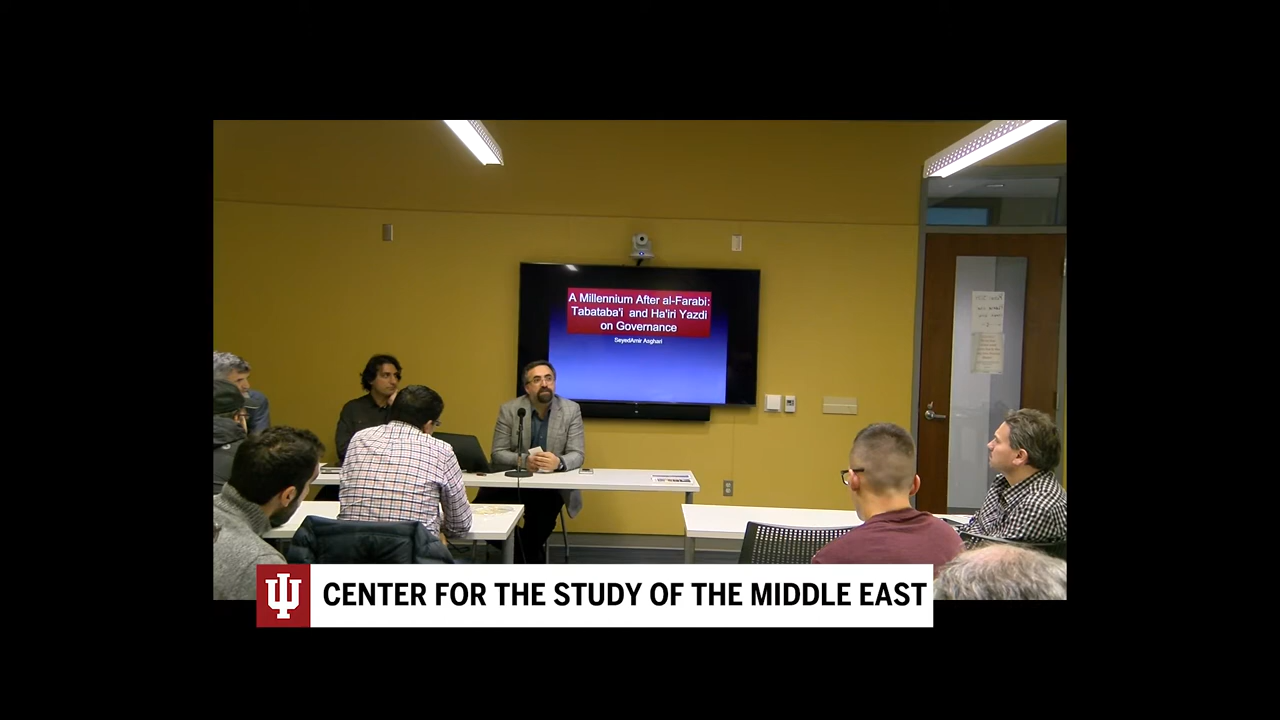 A Millennium After al-Farabi:
Tabataba'i and Ha'iri Yazdi
on Governance
SeyedAmir Asghari
CENTER FOR THE STUDY OF THE MIDDLE EAST